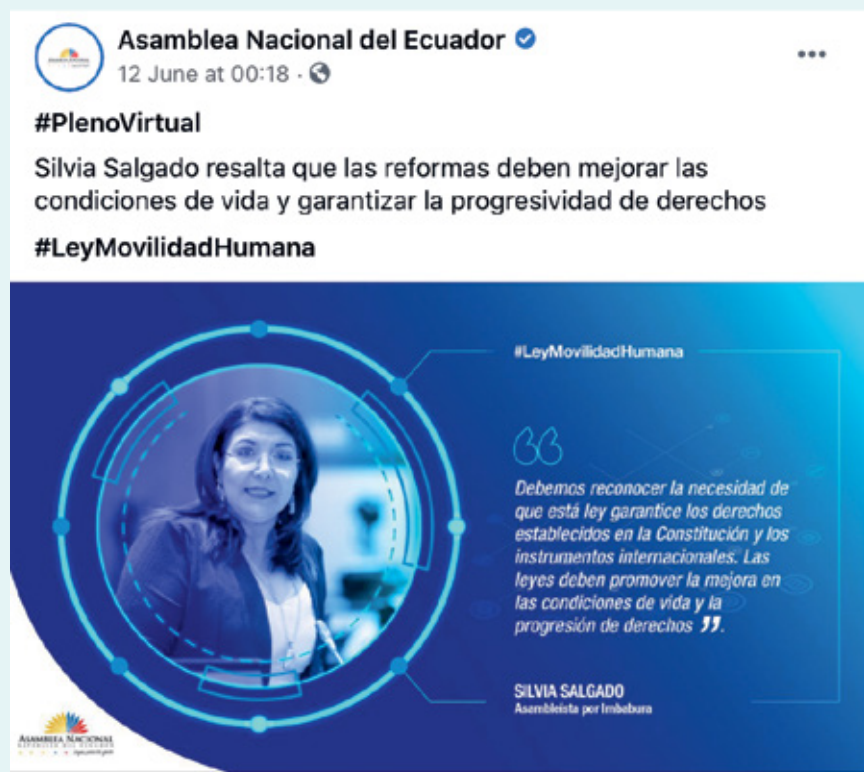 Asamblea Nacional del Ecuador
12 June at 00:18 ·
#PlenoVirtual
Silvia Salgado resalta que las reformas deben mejorar las
condiciones de vida y garantizar la progresividad de derechos
#LeyMovilidadHumana
#LeyMovilidadHumana
Debemos reconocer la necesidad de
que está ley garantice los derechos
establecidos en la Constitución y los
instrumentos internacionales. Las
leyes deben promover la mejora en
las condiciones de vida y la
progresión de derechos ”.
SILVIA SALGADO
Asambleista por Imbabura
ASAMBLEA NACIONAL
REPÚBLICA DEL ECUADOR